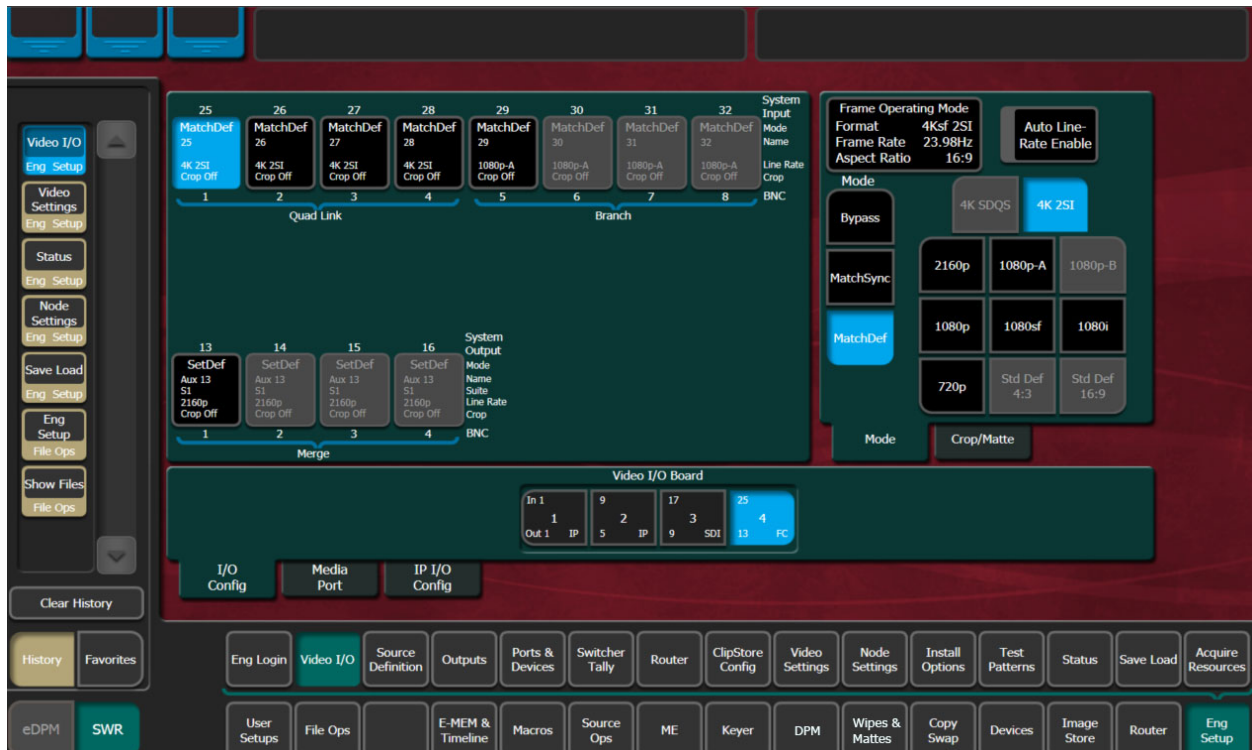 25 26 27 28 29 30 31 32 System Input
MatchDef MatchDef MatchDef MatchDef MatchDef MatchDef MatchDef MatchDef Mode
25 26 27 28 29 30 31 32 Name
4K 2SI 4K 2SI 4K 2SI 4K 2SI 1080p-A 1080p-A 1080p-A 1080p-A Line Rate
Crop Off Crop Off Crop Off Crop Off Crop Off Crop Off Crop Off Crop Off Crop
1 2 3 4 5 6 7 8 BNC
Quad Link Branch
13 14 15 16 System Output
SetDef SetDef SetDef SetDef Mode
Aux 13 Aux 13 Aux 13 Aux 13 Name
S1 S1 S1 S1 Suite
2160p 2160p 2160p 2160p Line Rate
Crop Off Crop Off Crop Off Crop Off Crop
1 2 3 4 BNC
Merge
Frame Operating Mode
Format 4Ksf 2SI
Frame Rate 23.98Hz
Aspect Ratio 16:9
Auto Line-
Rate Enable
Mode
Bypass
MatchSync
MatchDef
4K SDQS 4K 2SI
2160p 1080p-A 1080p-B
1080p 1080sf 1080i
720p Std Def 4:3 Std Def 16:9
Mode Crop/Matte
Video I/O
Eng Setup
Video
Settings
Eng Setup
Status
Eng Setup
Node
Settings
Eng Setup
Save Load
Eng Setup
Eng
Setup
File Ops
Show Files
File Ops
Clear History
History Favorites
eDPM SWR
Video I/O Board
In 1 9 17 25
1 2 3 4
Out 1 IP 5 IP 9 SDI 13 FC
I/O Config Media Port IP I/O Config
Eng Login Video I/O Source Definition Outputs Ports & Devices Switcher Tally Router ClipStore Config Video Settings Node Settings Install Options Test Patterns Status Save Load Acquire Resources
User Setups File Ops E-MEM & Timeline Macros Source Ops ME Keyer DPM Wipes & Mattes Copy Swap Devices Image Store Router Eng Setup